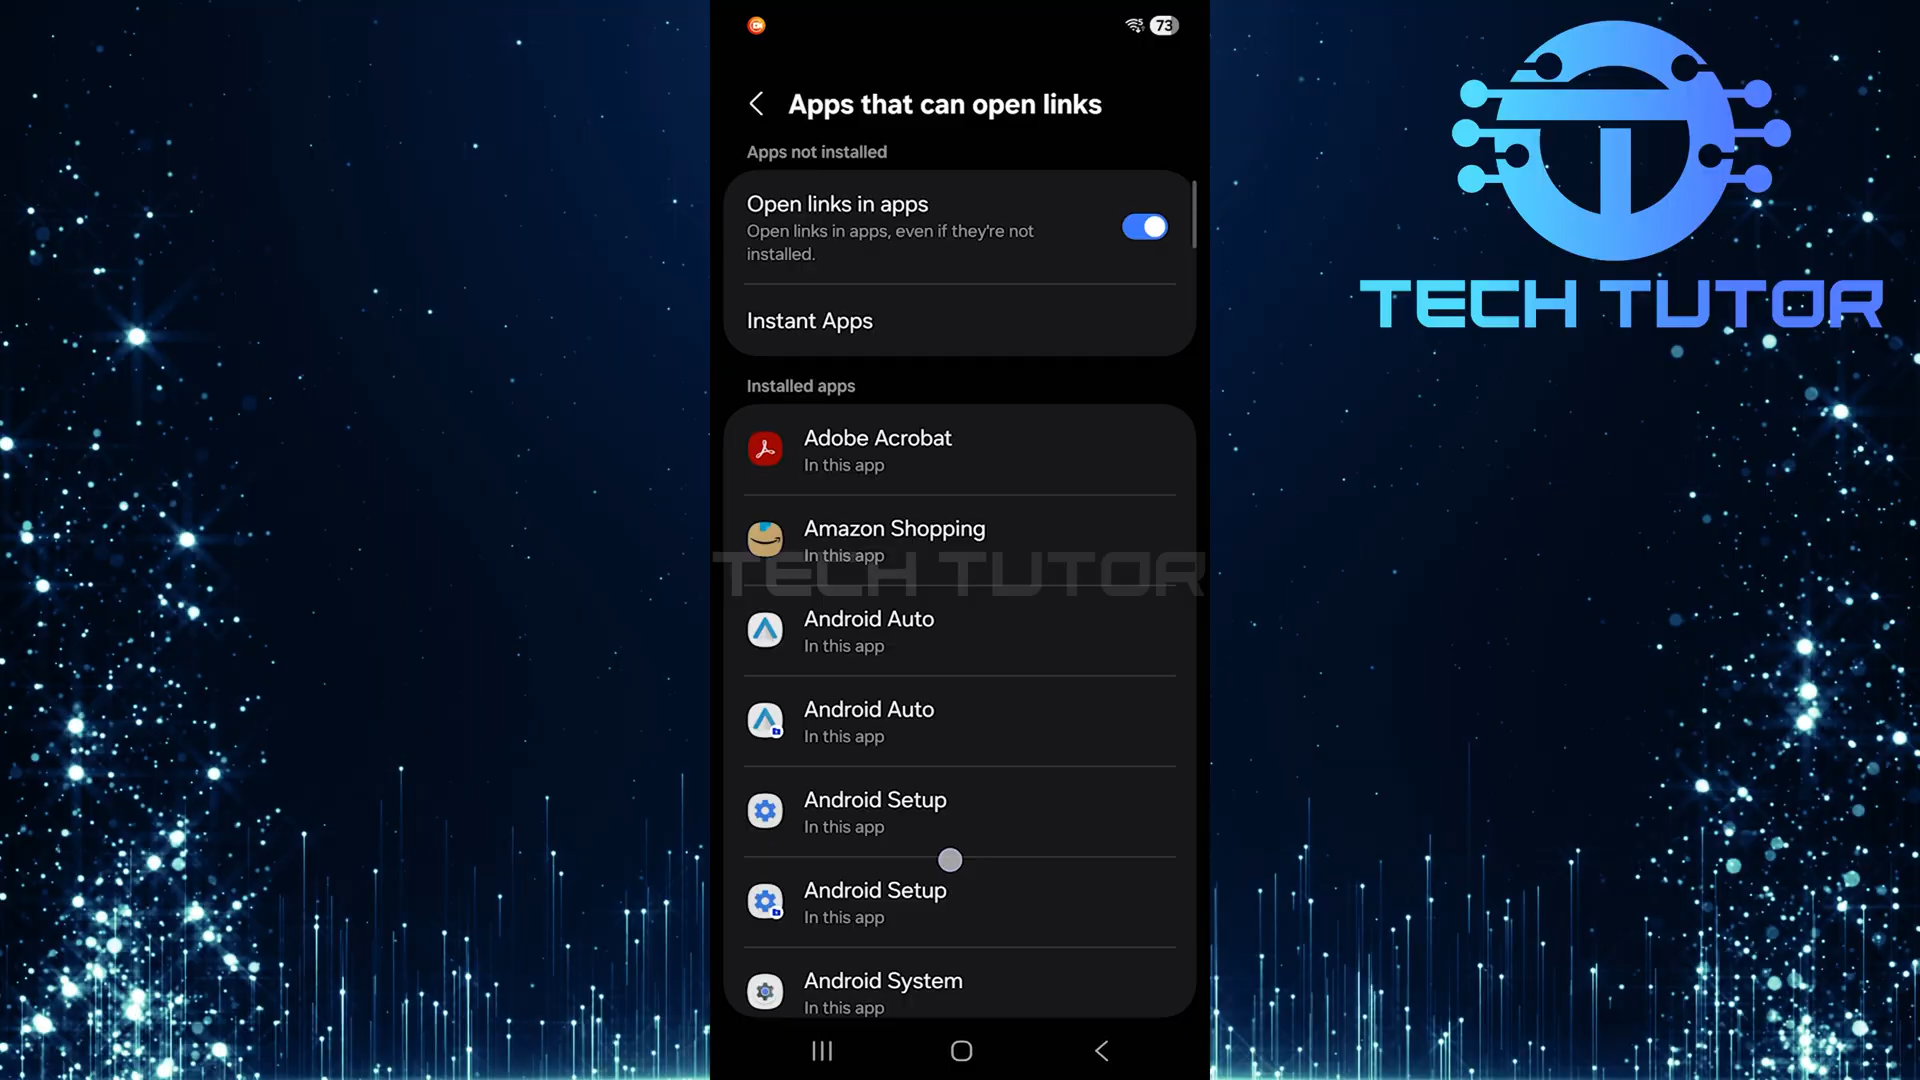 73
Apps that can open links
Apps not installed
Open links in apps
Open links in apps, even if they're not
installed.
Instant Apps
Installed apps
Adobe Acrobat
In this app
Amazon Shopping
In this app
Android Auto
In this app
Android Auto
In this app
Android Setup
In this app
Android Setup
In this app
Android System
In this app
TECH TUTOR
TECH TUTOR